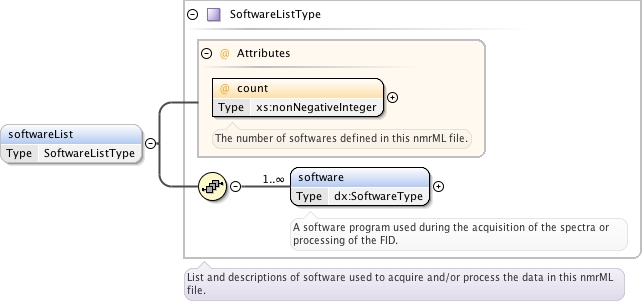 SoftwareListType
@ Attributes
@ count
Type xs:nonNegativeInteger
The number of softwares defined in this nmrML file.
softwareList
Type SoftwareListType
1..∞
software
Type dx:SoftwareType
A software program used during the acquisition of the spectra or
processing of the FID.
List and descriptions of software used to acquire and/or process the data in this nmrML
file.